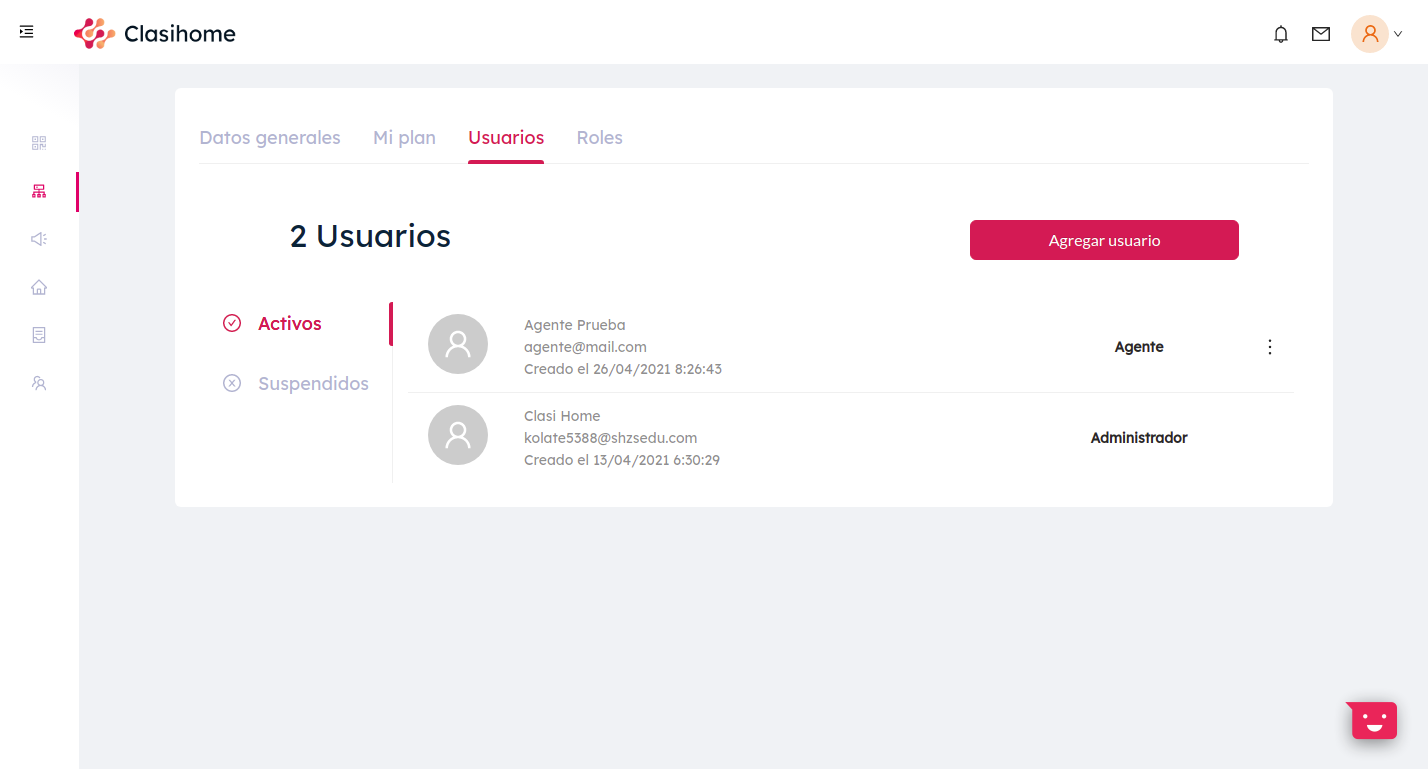 Clasihome
Datos generales
Mi plan
Usuarios
Roles
2 Usuarios
Agregar usuario
Activos
Suspendidos
Agente Prueba
agente@mail.com
Creado el 26/04/2021 8:26:43
Agente
Clasi Home
kolate5388@shzsedu.com
Creado el 13/04/2021 6:30:29
Administrador